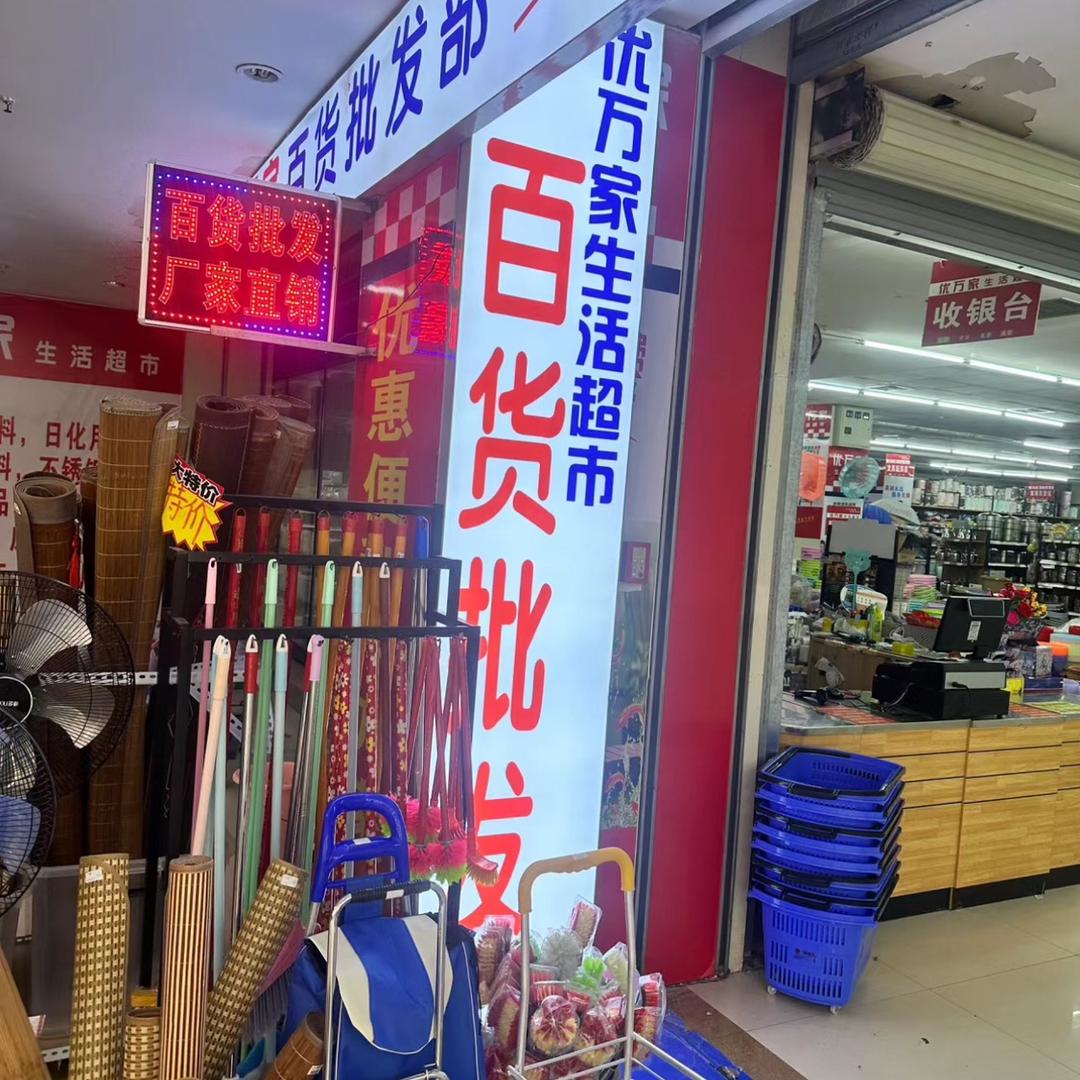 百货批发部
优万家生活超市
百货批发
百货批发
厂家直销
优惠便
家
生活超市
料，日化用
料，不锈钢
品
大特价
特价
优万家生活超
收银台